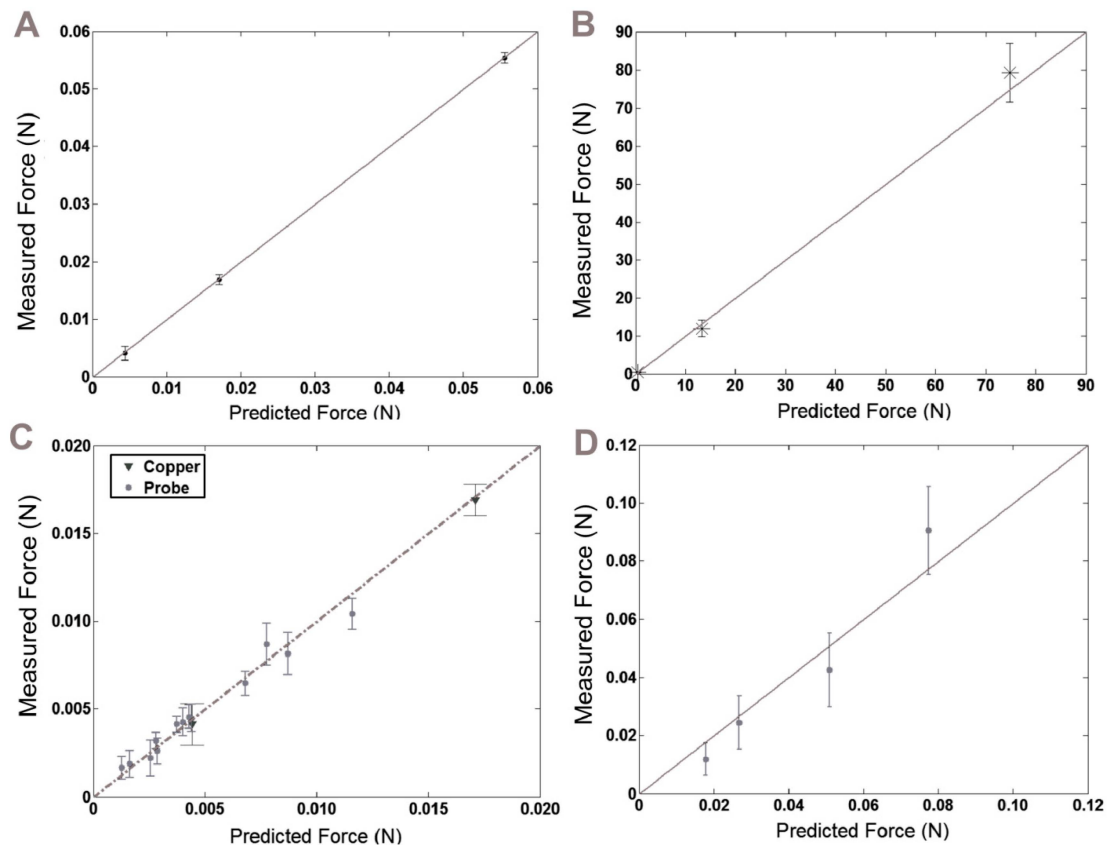 A
Measured Force (N)
0.06
0.05
0.04
0.03
0.02
0.01
0
0 0.01 0.02 0.03 0.04 0.05 0.06
Predicted Force (N)
B
Measured Force (N)
90
80
70
60
50
40
30
20
10
0
0 10 20 30 40 50 60 70 80 90
Predicted Force (N)
C
Measured Force (N)
0.020
0.015
0.010
0.005
0
Copper
Probe
0 0.005 0.010 0.015 0.020
Predicted Force (N)
D
Measured Force (N)
0.12
0.10
0.08
0.06
0.04
0.02
0
0 0.02 0.04 0.06 0.08 0.10 0.12
Predicted Force (N)